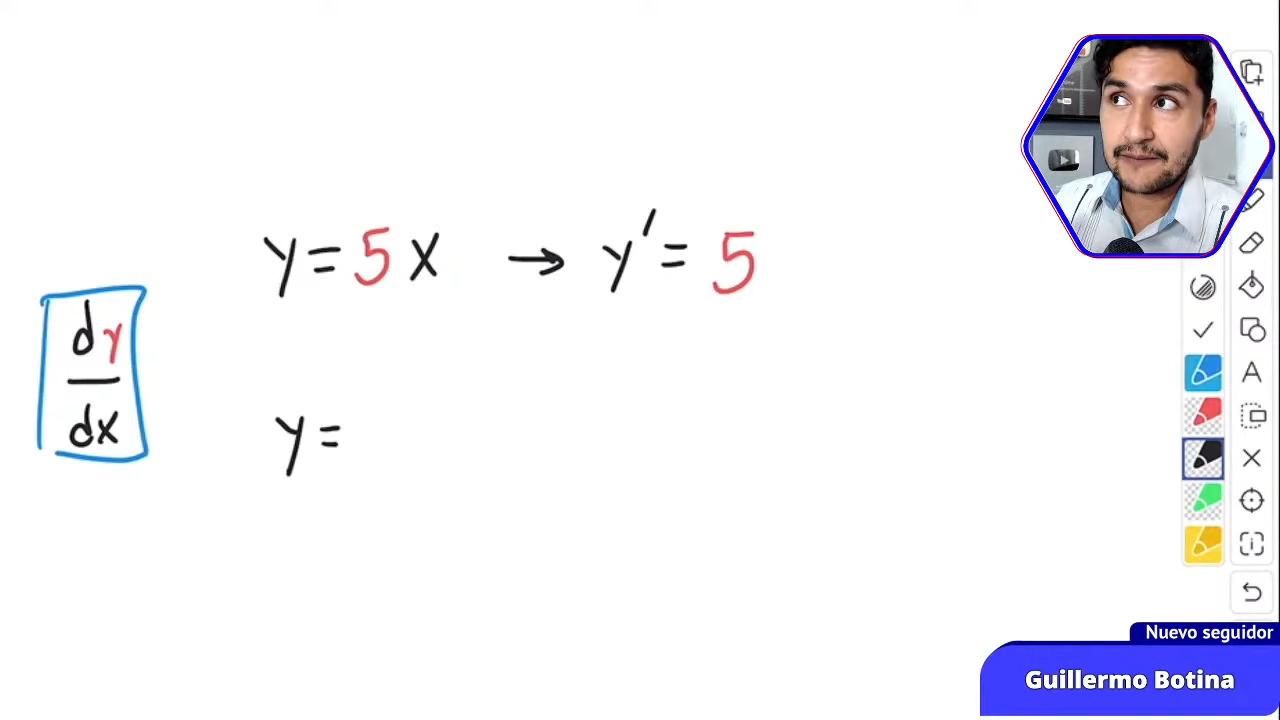 y = 5x → y' = 5
dy
dx
y =
Nuevo seguidor
Guillermo Botina